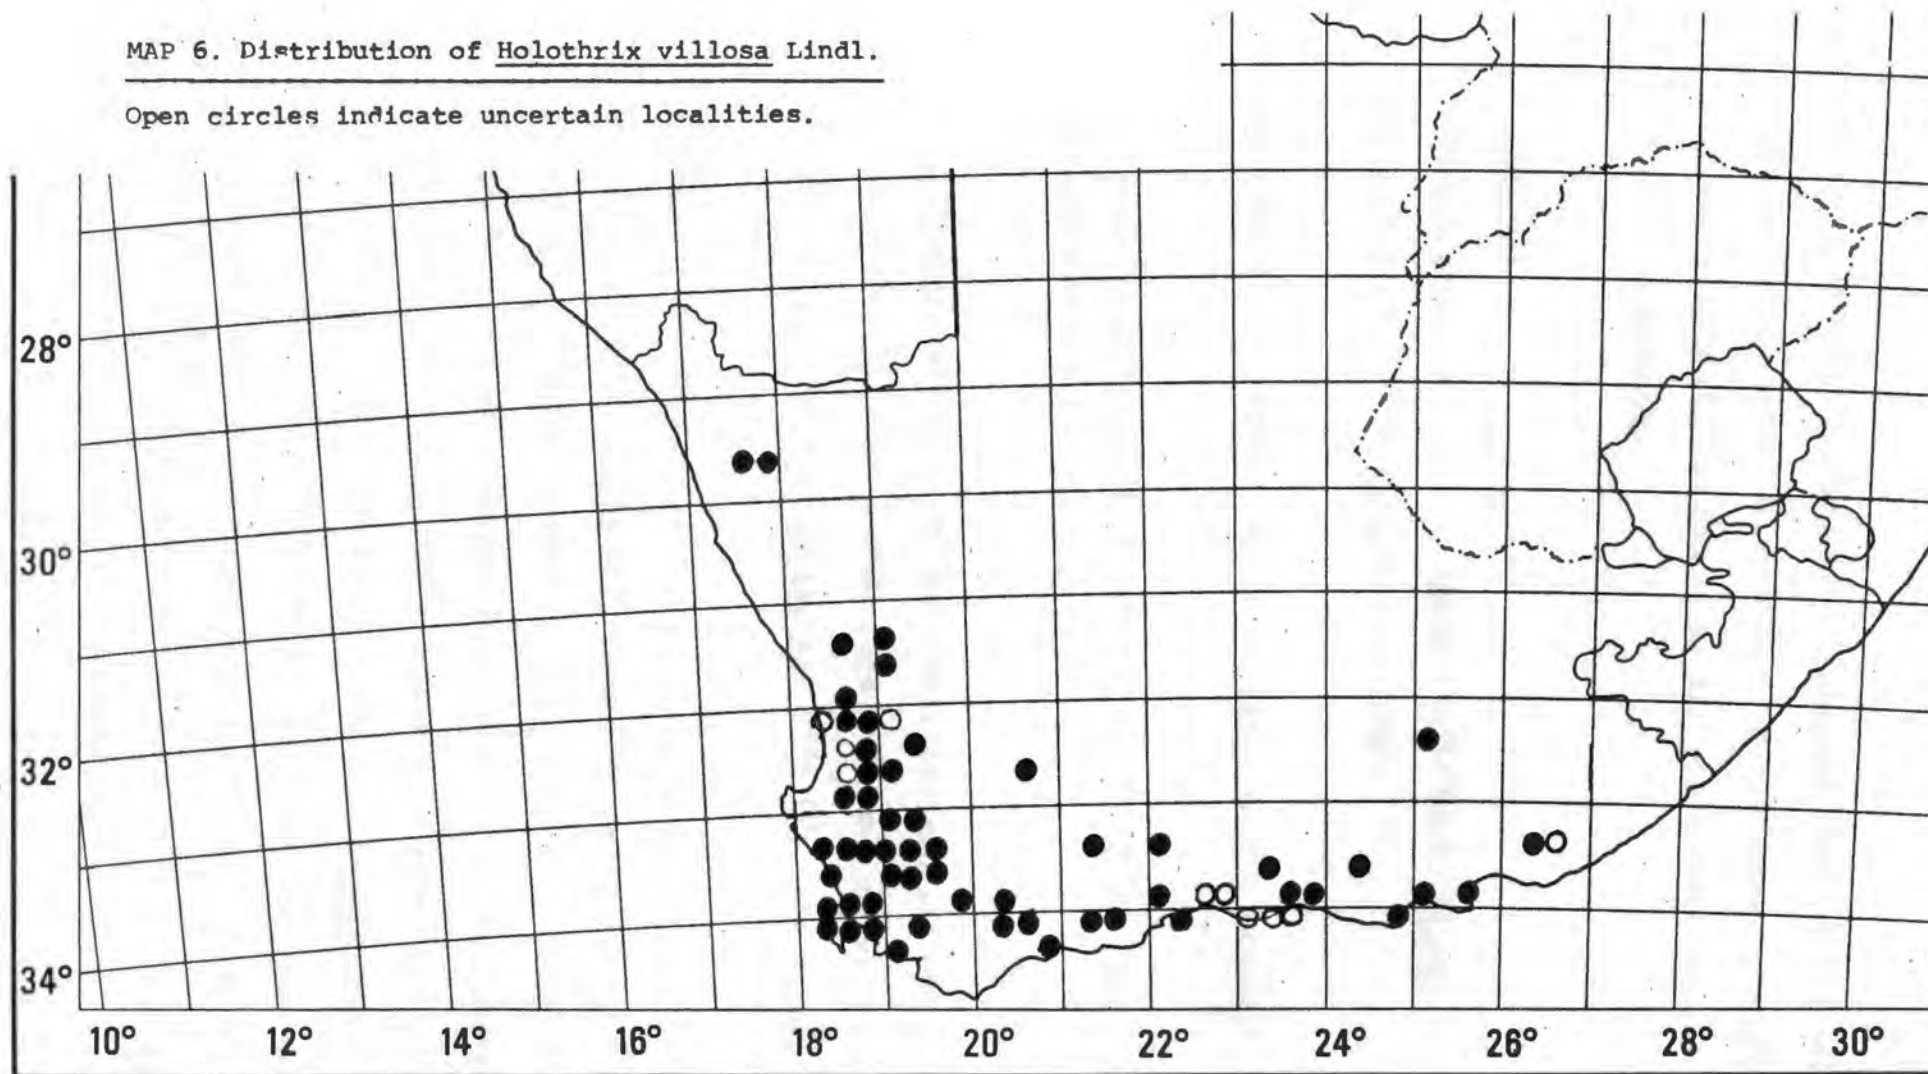 MAP 6. Distribution of Holothrix villosa Lindl.
Open circles indicate uncertain localities.
28°
30°
32°
34°
10° 12° 14° 16° 18° 20° 22° 24° 26° 28° 30°